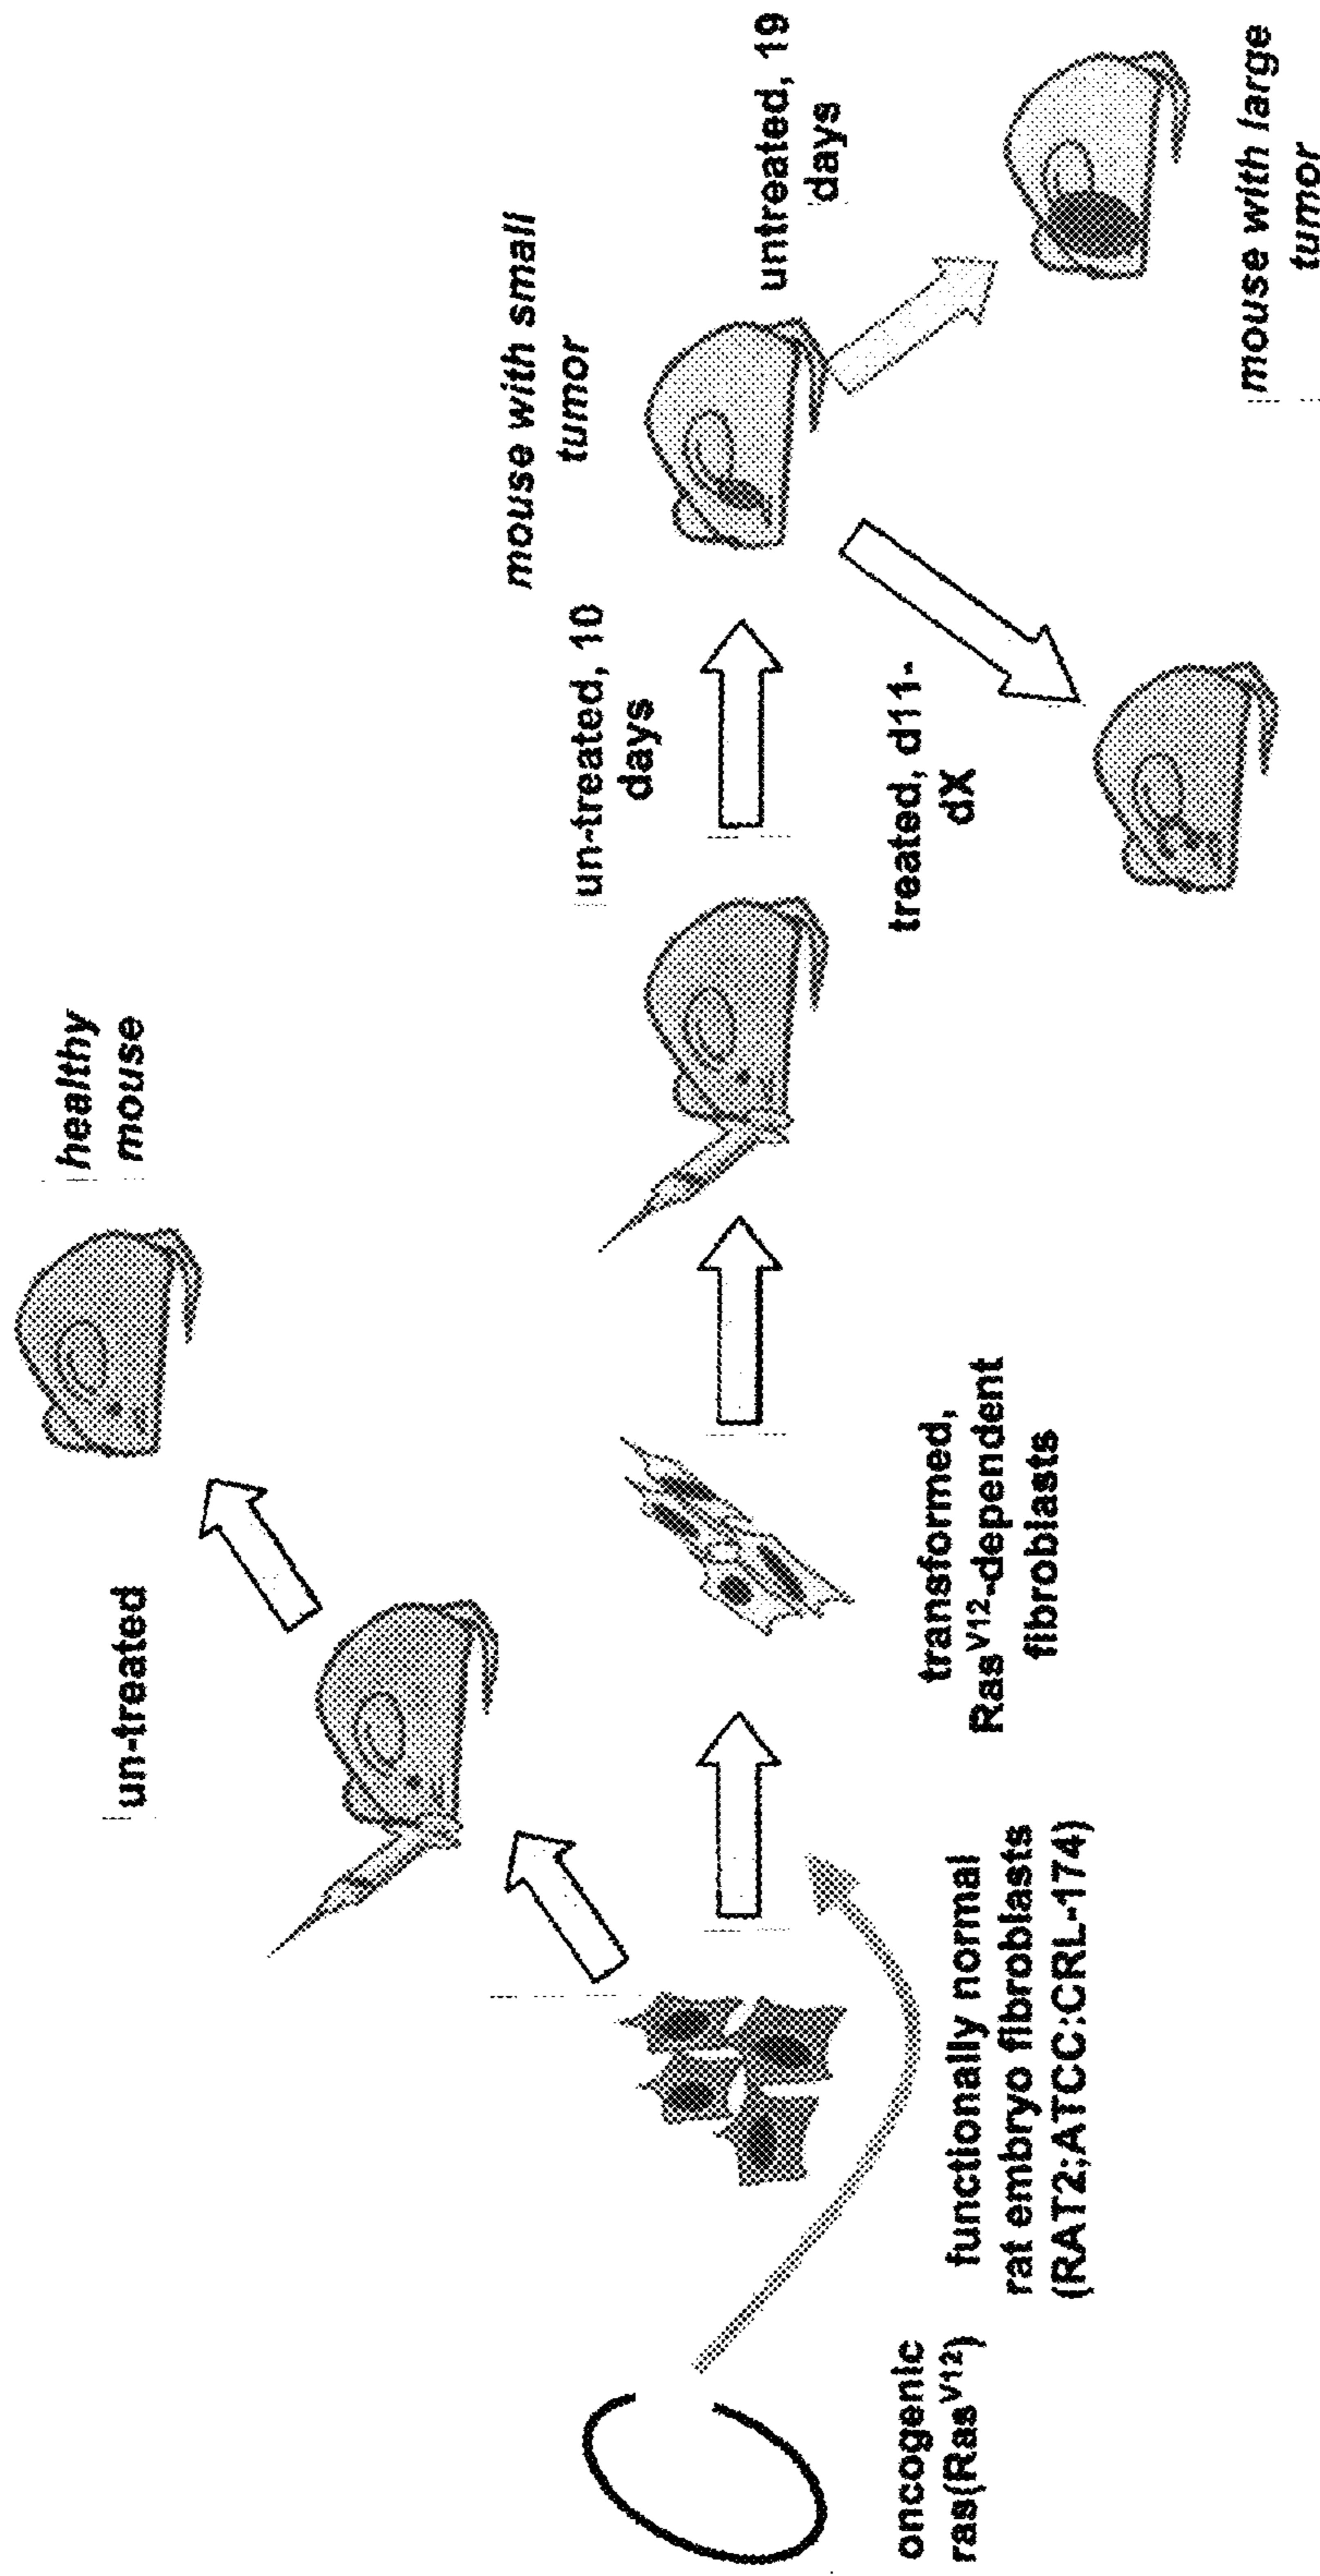 healthy
mouse
un-treated
mouse with small
tumor
un-treated, 10
days
untreated, 19
days
treated, d11-
dX
mouse with large
tumor
transformed,
Ras^V12-dependent
fibroblasts
functionally normal
rat embryo fibroblasts
(RAT2;ATCC:CRL-174)
oncogenic
ras(Ras^V12)